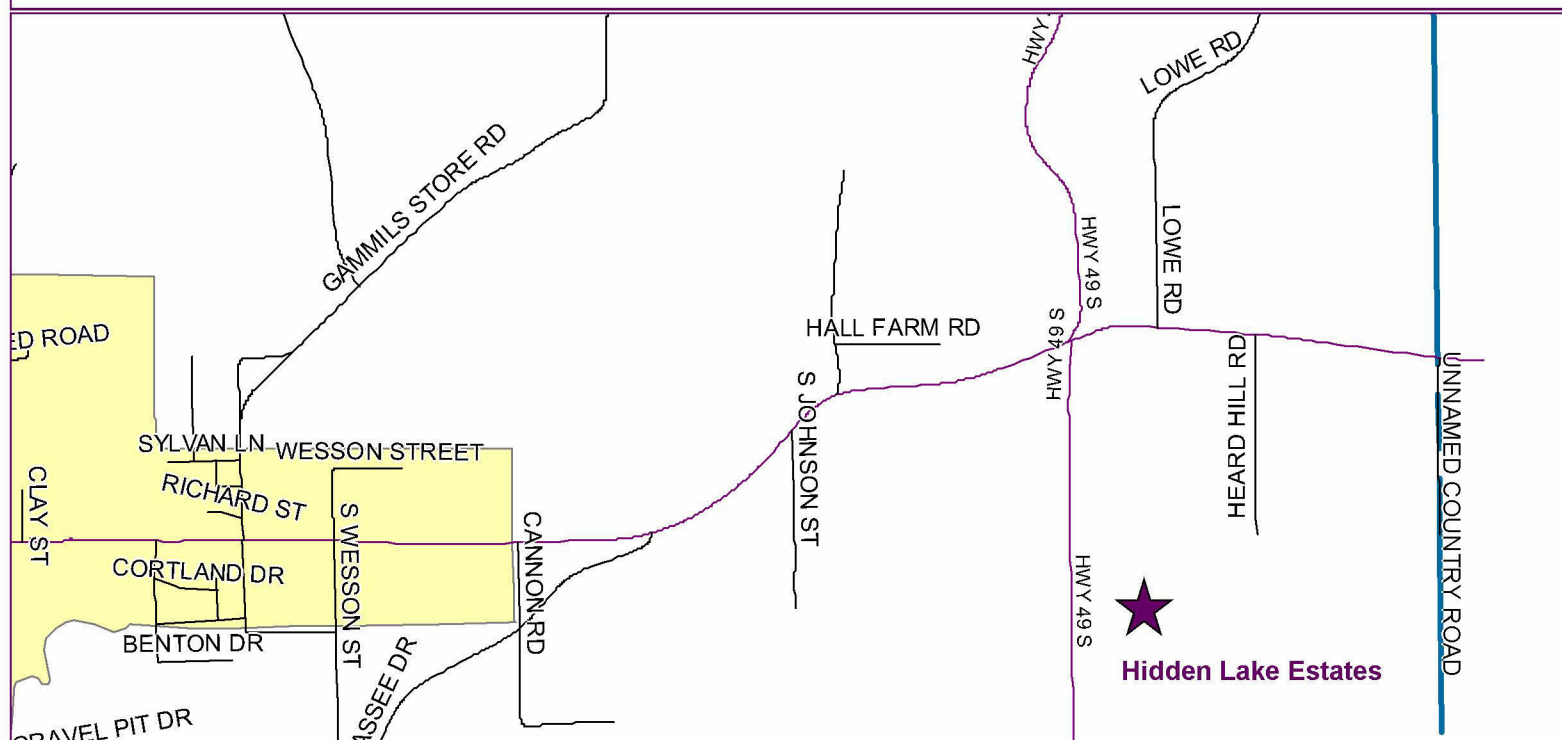 HWY
LOWE RD
GAMMILS STORE RD
LOWE RD
HWY 49 S
HALL FARM RD
HWY 49 S
ED ROAD
HEARD HILL RD
UNNAMED COUNTRY ROAD
S JOHNSON ST
SYLVAN LN
WESSON STREET
CLAY ST
RICHARD ST
S WESSON ST
CANNON RD
CORTLAND DR
HWY 49 S
BENTON DR
ASSEE DR
Hidden Lake Estates
GRAVEL PIT DR